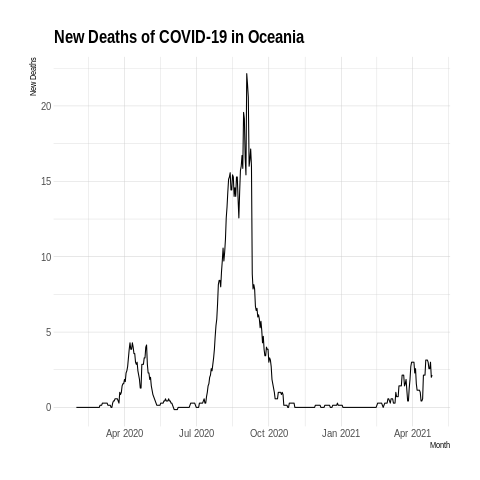 New Deaths of COVID-19 in Oceania
New Deaths
20
15
10
5
0
Apr 2020 Jul 2020 Oct 2020 Jan 2021 Apr 2021
Month